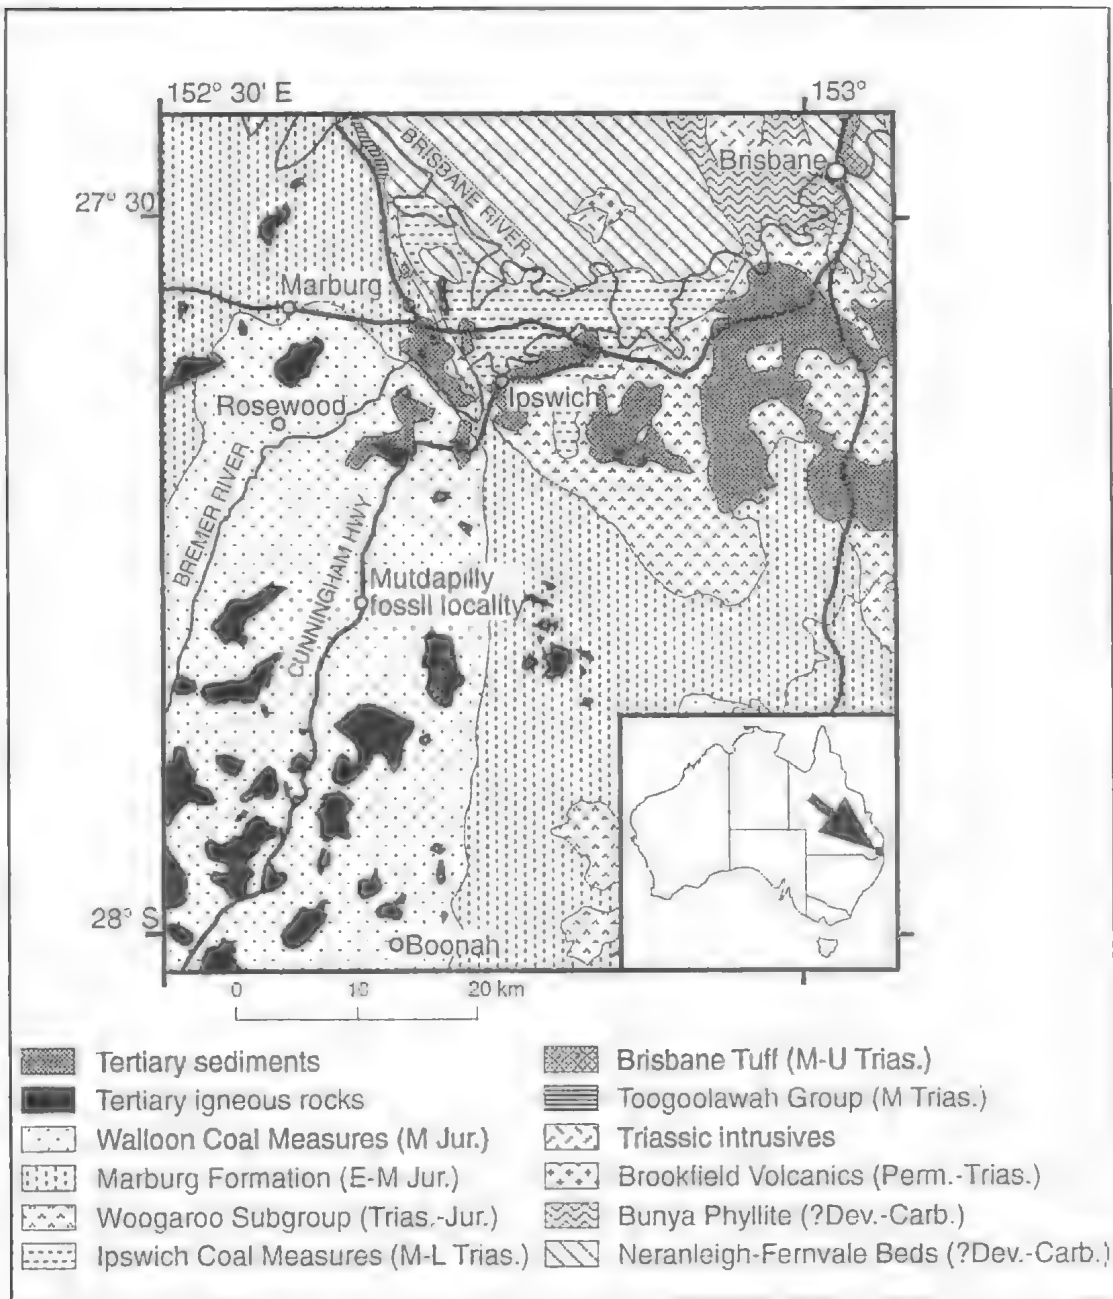 152° 30' E
153°
BRISBANE RIVER
Brisbane
27° 30'
Marburg
Ipswich
Rosewood
BREMER RIVER
CUNNINGHAM HWY
Mutdapilly
fossil locality
28° S
Boonah
0 10 20 km
Tertiary sediments
Tertiary igneous rocks
Walloon Coal Measures (M Jur.)
Marburg Formation (E-M Jur.)
Woogaroo Subgroup (Trias.-Jur.)
Ipswich Coal Measures (M-L Trias.)
Brisbane Tuff (M-U Trias.)
Toogoolawah Group (M Trias.)
Triassic intrusives
Brookfield Volcanics (Perm.-Trias.)
Bunya Phyllite (?Dev.-Carb.)
Neranleigh-Fernvale Beds (?Dev.-Carb.)